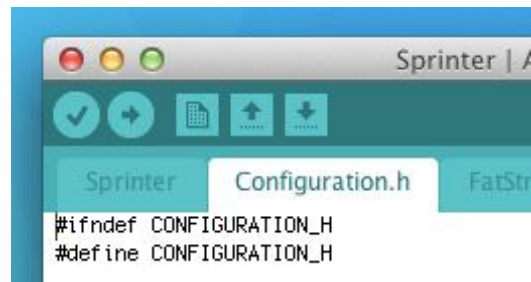 Sprinter |
Sprinter Configuration.h
#ifndef CONFIGURATION_H
#define CONFIGURATION_H